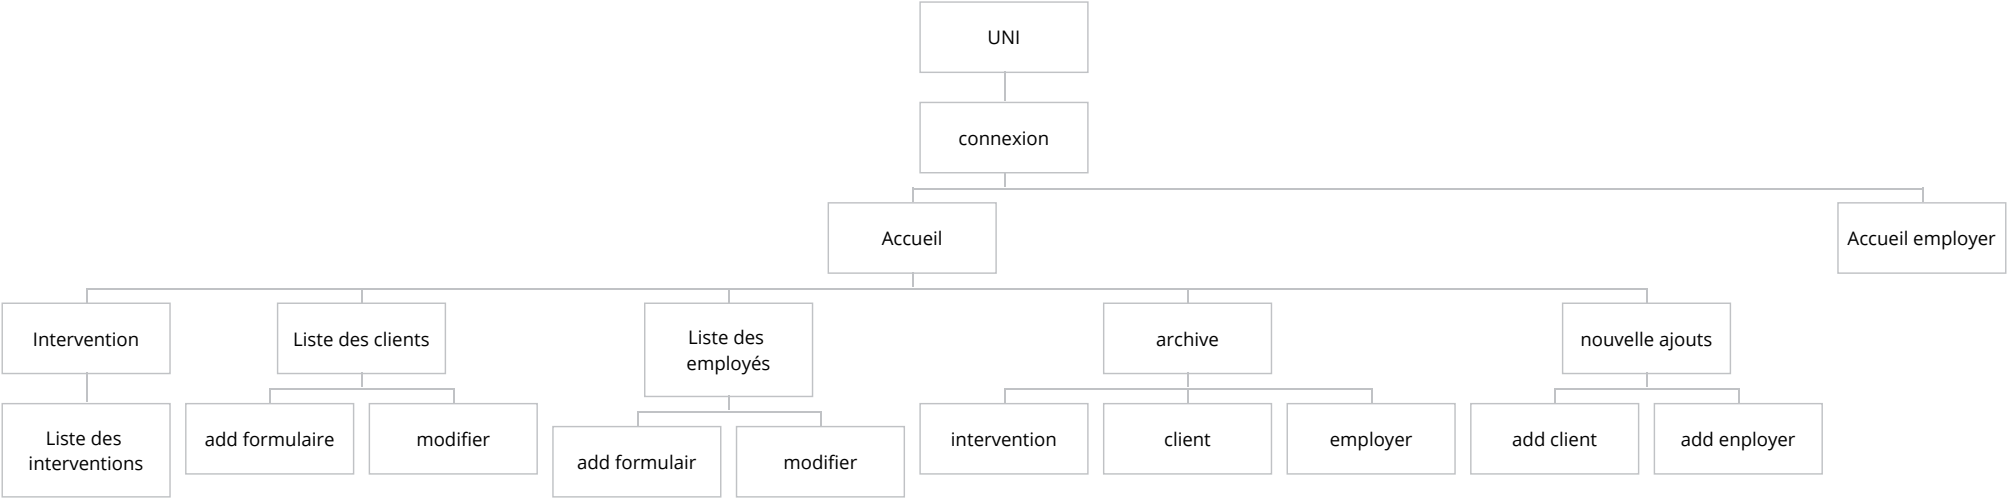 UNI
connexion
Accueil
Accueil employer
Intervention
Liste des clients
Liste des
employés
archive
nouvelle ajouts
Liste des
interventions
add formulaire
modifier
add formulair
modifier
intervention
client
employer
add client
add enployer